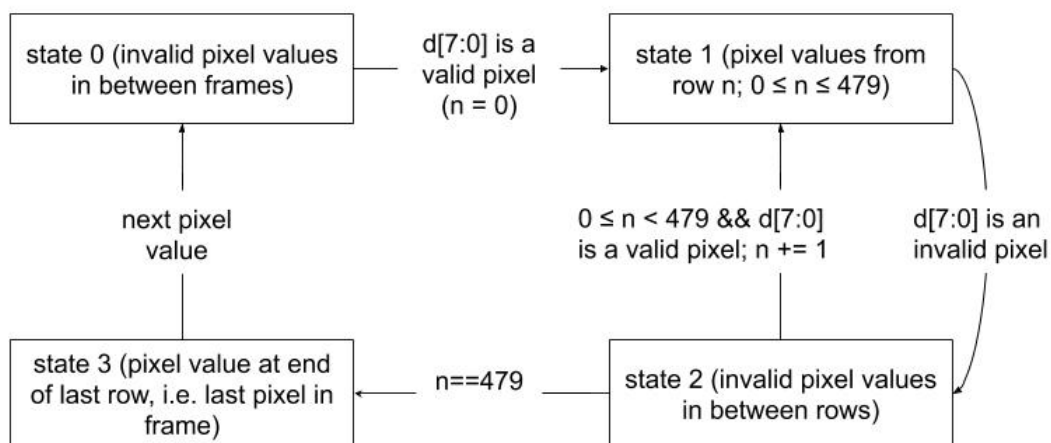 state 0 (invalid pixel values
in between frames)
d[7:0] is a
valid pixel
(n = 0)
state 1 (pixel values from
row n; 0 ≤ n ≤ 479)
next pixel
value
0 ≤ n < 479 && d[7:0]
is a valid pixel; n += 1
d[7:0] is an
invalid pixel
state 3 (pixel value at end
of last row, i.e. last pixel in
frame)
n==479
state 2 (invalid pixel values
in between rows)